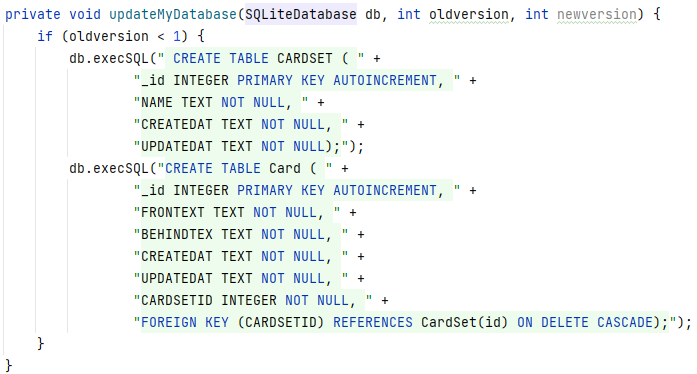 private void updateMyDatabase(SQLiteDatabase db, int oldversion, int newversion) {
    if (oldversion < 1) {
        db.execSQL(" CREATE TABLE CARDSET ( " +
                "_id INTEGER PRIMARY KEY AUTOINCREMENT, " +
                "NAME TEXT NOT NULL, " +
                "CREATEDAT TEXT NOT NULL, " +
                "UPDATEDAT TEXT NOT NULL);");
        db.execSQL("CREATE TABLE Card ( " +
                "_id INTEGER PRIMARY KEY AUTOINCREMENT, " +
                "FRONTEXT TEXT NOT NULL, " +
                "BEHINDTEX TEXT NOT NULL, " +
                "CREATEDAT TEXT NOT NULL, " +
                "UPDATEDAT TEXT NOT NULL, " +
                "CARDSETID INTEGER NOT NULL, " +
                "FOREIGN KEY (CARDSETID) REFERENCES CardSet(id) ON DELETE CASCADE);");
    }
}